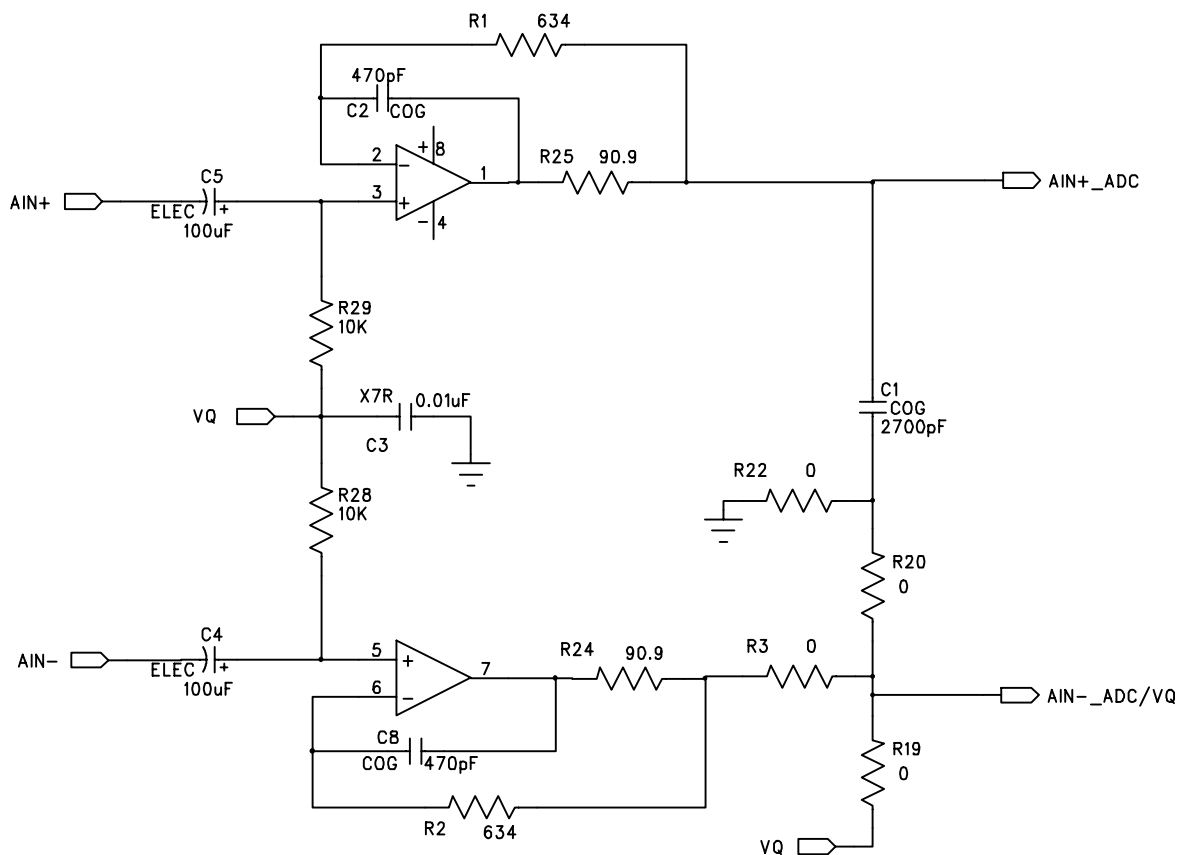 R1 634
470pF
C2 COG
+ 8
2 -
R25 90.9
1
C5
AIN+
3 +
AIN+_ADC
ELEC +
- 4
100uF
R29
10K
X7R
0.01uF
VQ
C3
C1
COG
2700pF
R22 0
R28
10K
R20
0
C4
AIN-
5 +
R24 90.9
R3 0
7
ELEC +
100uF
6 -
AIN-_ADC/VQ
C8
COG 470pF
R19
0
R2 634
VQ